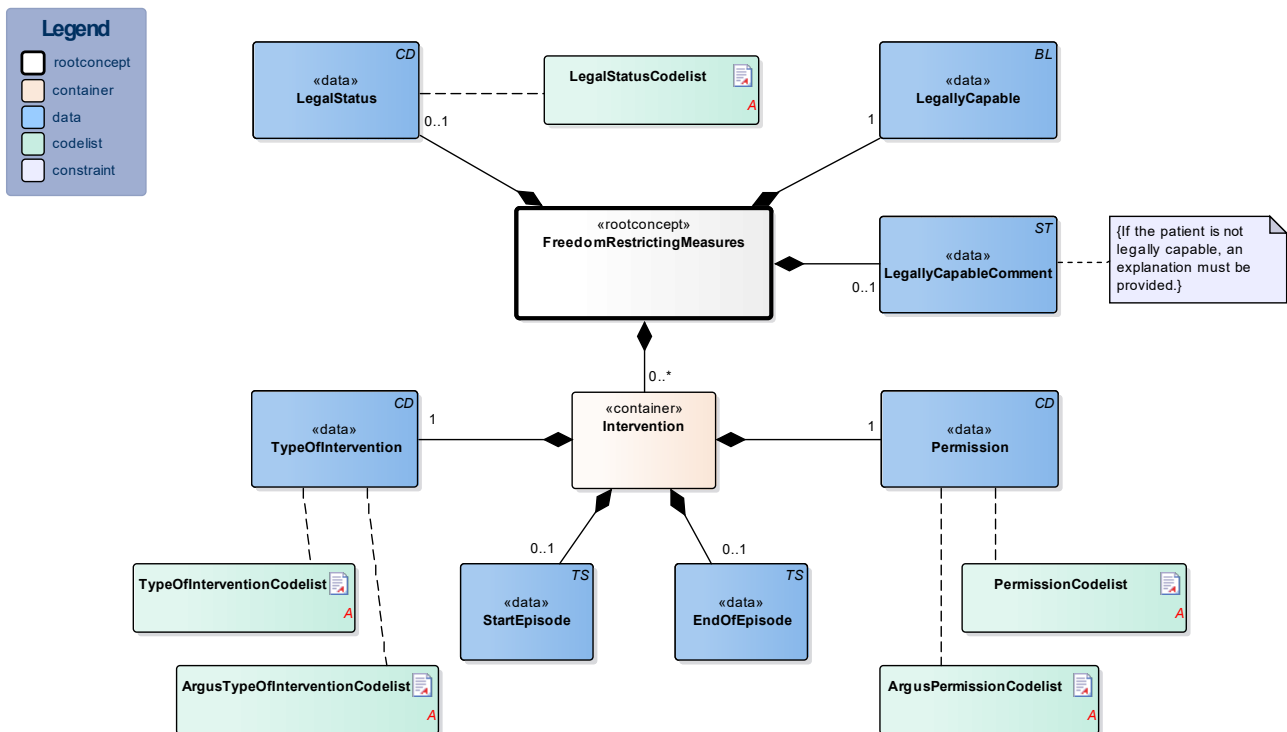 Legend
rootconcept
container
data
codelist
constraint
CD
«data»
LegalStatus
0..1
LegalStatusCodelist
A
BL
«data»
LegallyCapable
1
«rootconcept»
FreedomRestrictingMeasures
ST
«data»
LegallyCapableComment
0..1
{If the patient is not
legally capable, an
explanation must be
provided.}
0..*
«container»
Intervention
CD
«data»
TypeOfIntervention
1
CD
«data»
Permission
1
0..1
0..1
TypeOfInterventionCodelist
A
TS
«data»
StartEpisode
TS
«data»
EndOfEpisode
PermissionCodelist
A
ArgusTypeOfInterventionCodelist
A
ArgusPermissionCodelist
A